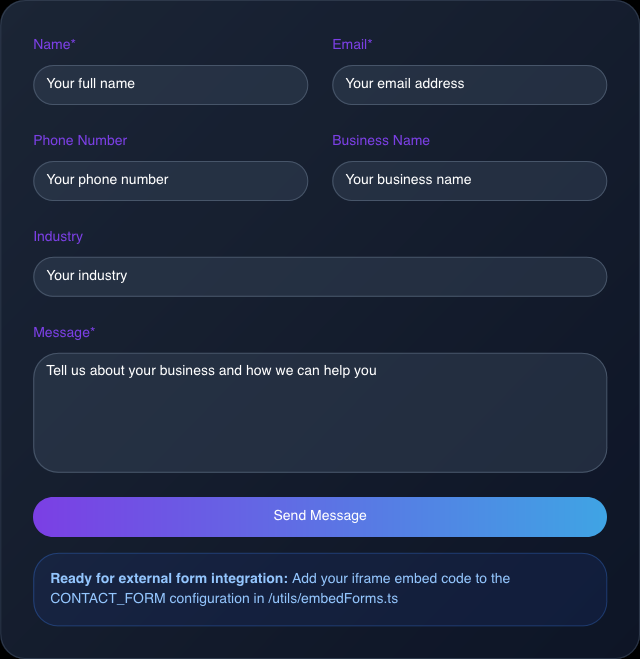 Name*
Email*
Your full name
Your email address
Phone Number
Business Name
Your phone number
Your business name
Industry
Your industry
Message*
Tell us about your business and how we can help you
Send Message
Ready for external form integration: Add your iframe embed code to the
CONTACT_FORM configuration in /utils/embedForms.ts